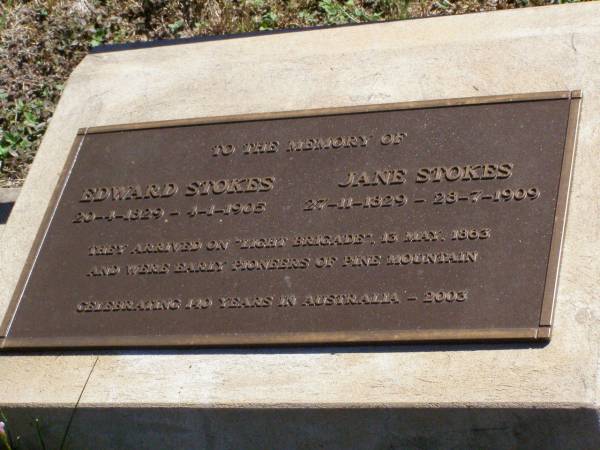 TO THE MEMORY OF
EDWARD STOKES JANE STOKES
20-4-1829 - 4-1-1905 27-11-1829 - 23-7-1909
THEY ARRIVED ON "LIGHT BRIGADE", 13 MAY, 1863
AND WERE EARLY PIONEERS OF PINE MOUNTAIN
CELEBRATING 140 YEARS IN AUSTRALIA - 2003